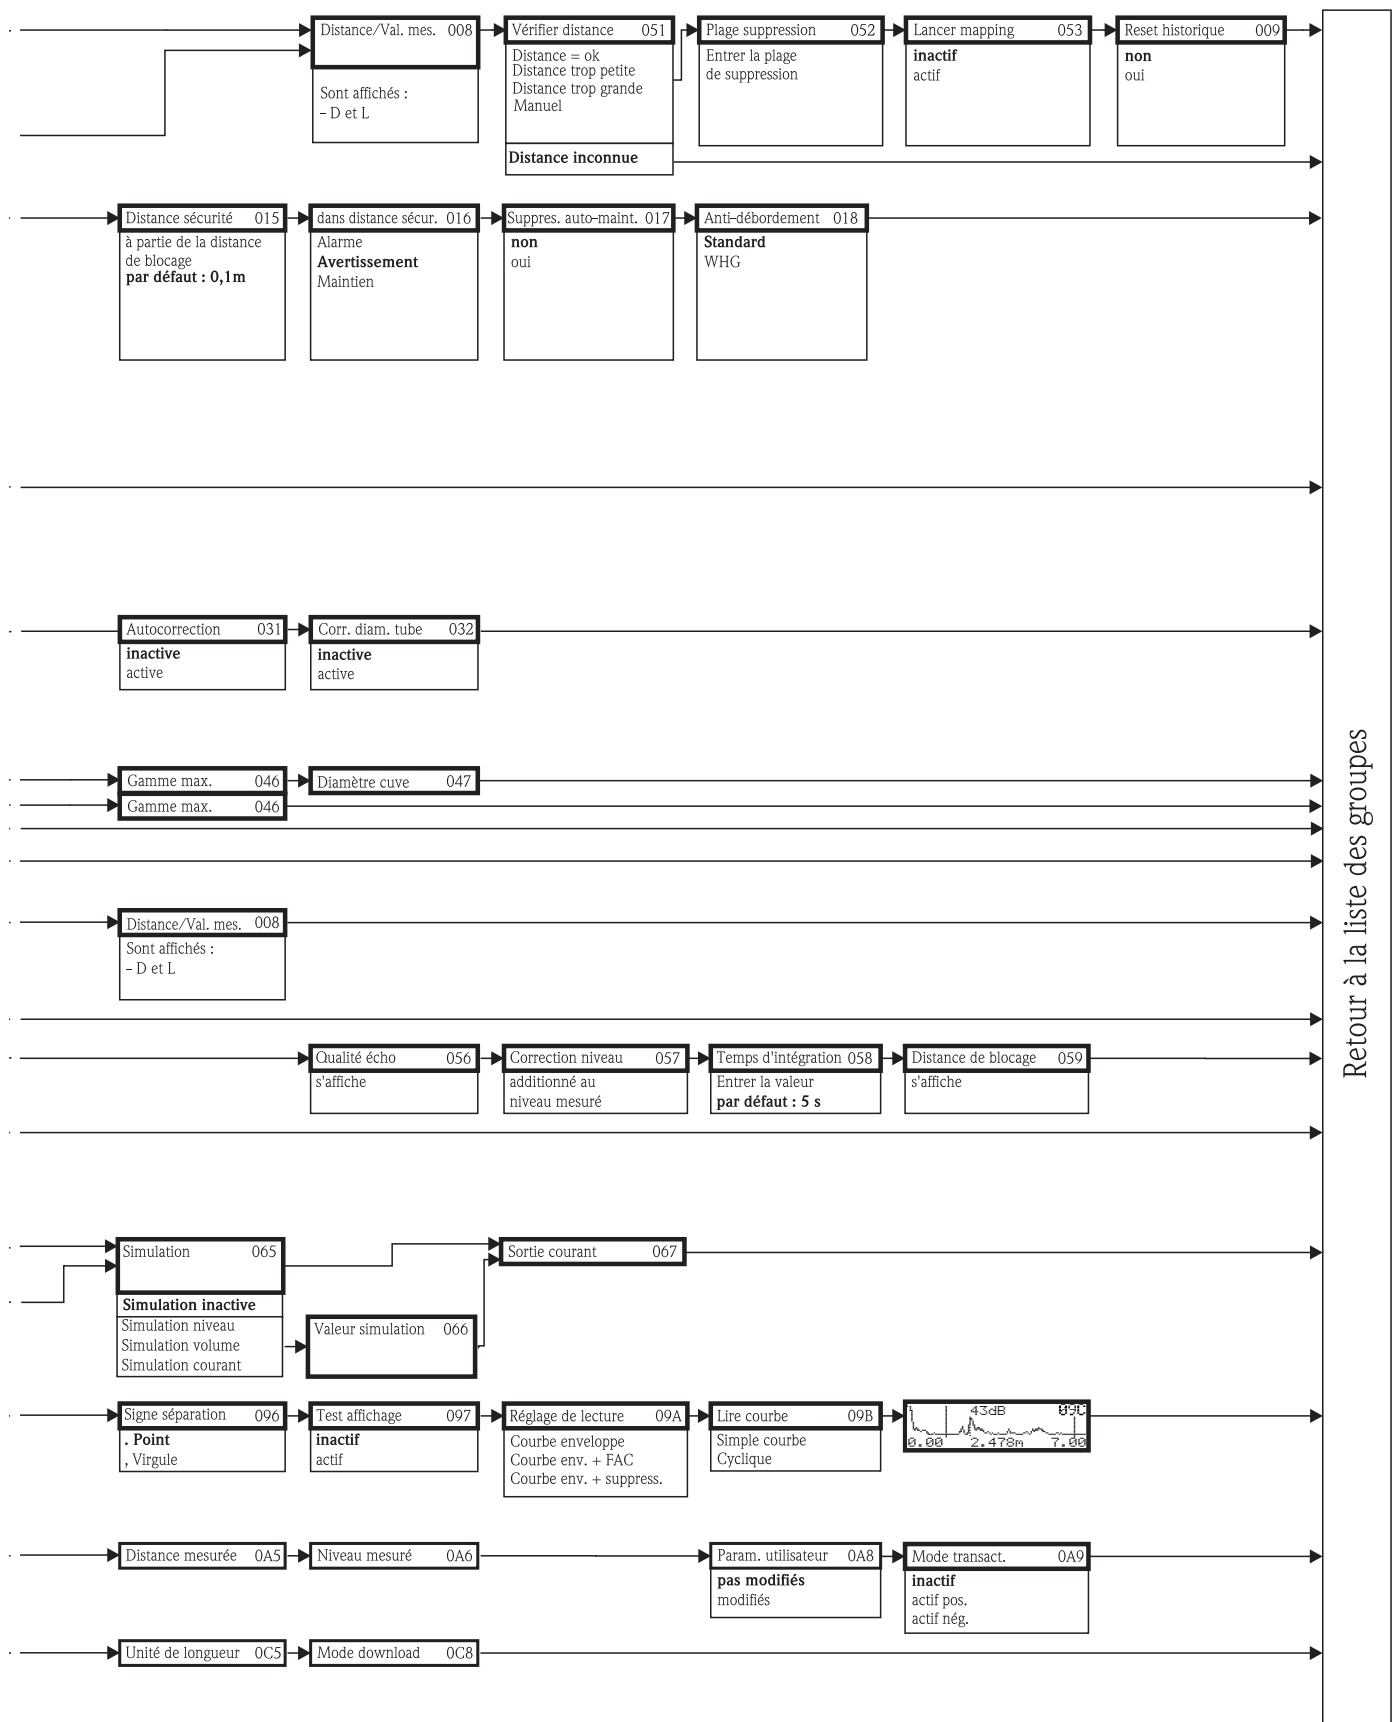 Distance/Val. mes. 008
Sont affichés :
– D et L
Vérifier distance 051
Distance = ok
Distance trop petite
Distance trop grande
Manuel
Distance inconnue
Plage suppression 052
Entrer la plage
de suppression
Lancer mapping 053
inactif
actif
Reset historique 009
non
oui
Distance sécurité 015
à partie de la distance
de blocage
par défaut : 0,1m
dans distance sécur. 016
Alarme
Avertissement
Maintien
Suppres. auto-maint. 017
non
oui
Anti-débordement 018
Standard
WHG
Autocorrection 031
inactive
active
Corr. diam. tube 032
inactive
active
Gamme max. 046
Diamètre cuve 047
Gamme max. 046
Distance/Val. mes. 008
Sont affichés :
– D et L
Qualité écho 056
s'affiche
Correction niveau 057
additionné au
niveau mesuré
Temps d'intégration 058
Entrer la valeur
par défaut : 5 s
Distance de blocage 059
s'affiche
Simulation 065
Simulation inactive
Simulation niveau
Simulation volume
Simulation courant
Valeur simulation 066
Sortie courant 067
Signe séparation 096
. Point
, Virgule
Test affichage 097
inactif
actif
Réglage de lecture 09A
Courbe enveloppe
Courbe env. + FAC
Courbe env. + suppress.
Lire courbe 09B
Simple courbe
Cyclique
43dB 09C
0.00 2.478m 7.00
Distance mesurée 0A5
Niveau mesuré 0A6
Param. utilisateur 0A8
pas modifiés
modifiés
Mode transact. 0A9
inactif
actif pos.
actif nég.
Unité de longueur 0C5
Mode download 0C8
Retour à la liste des groupes